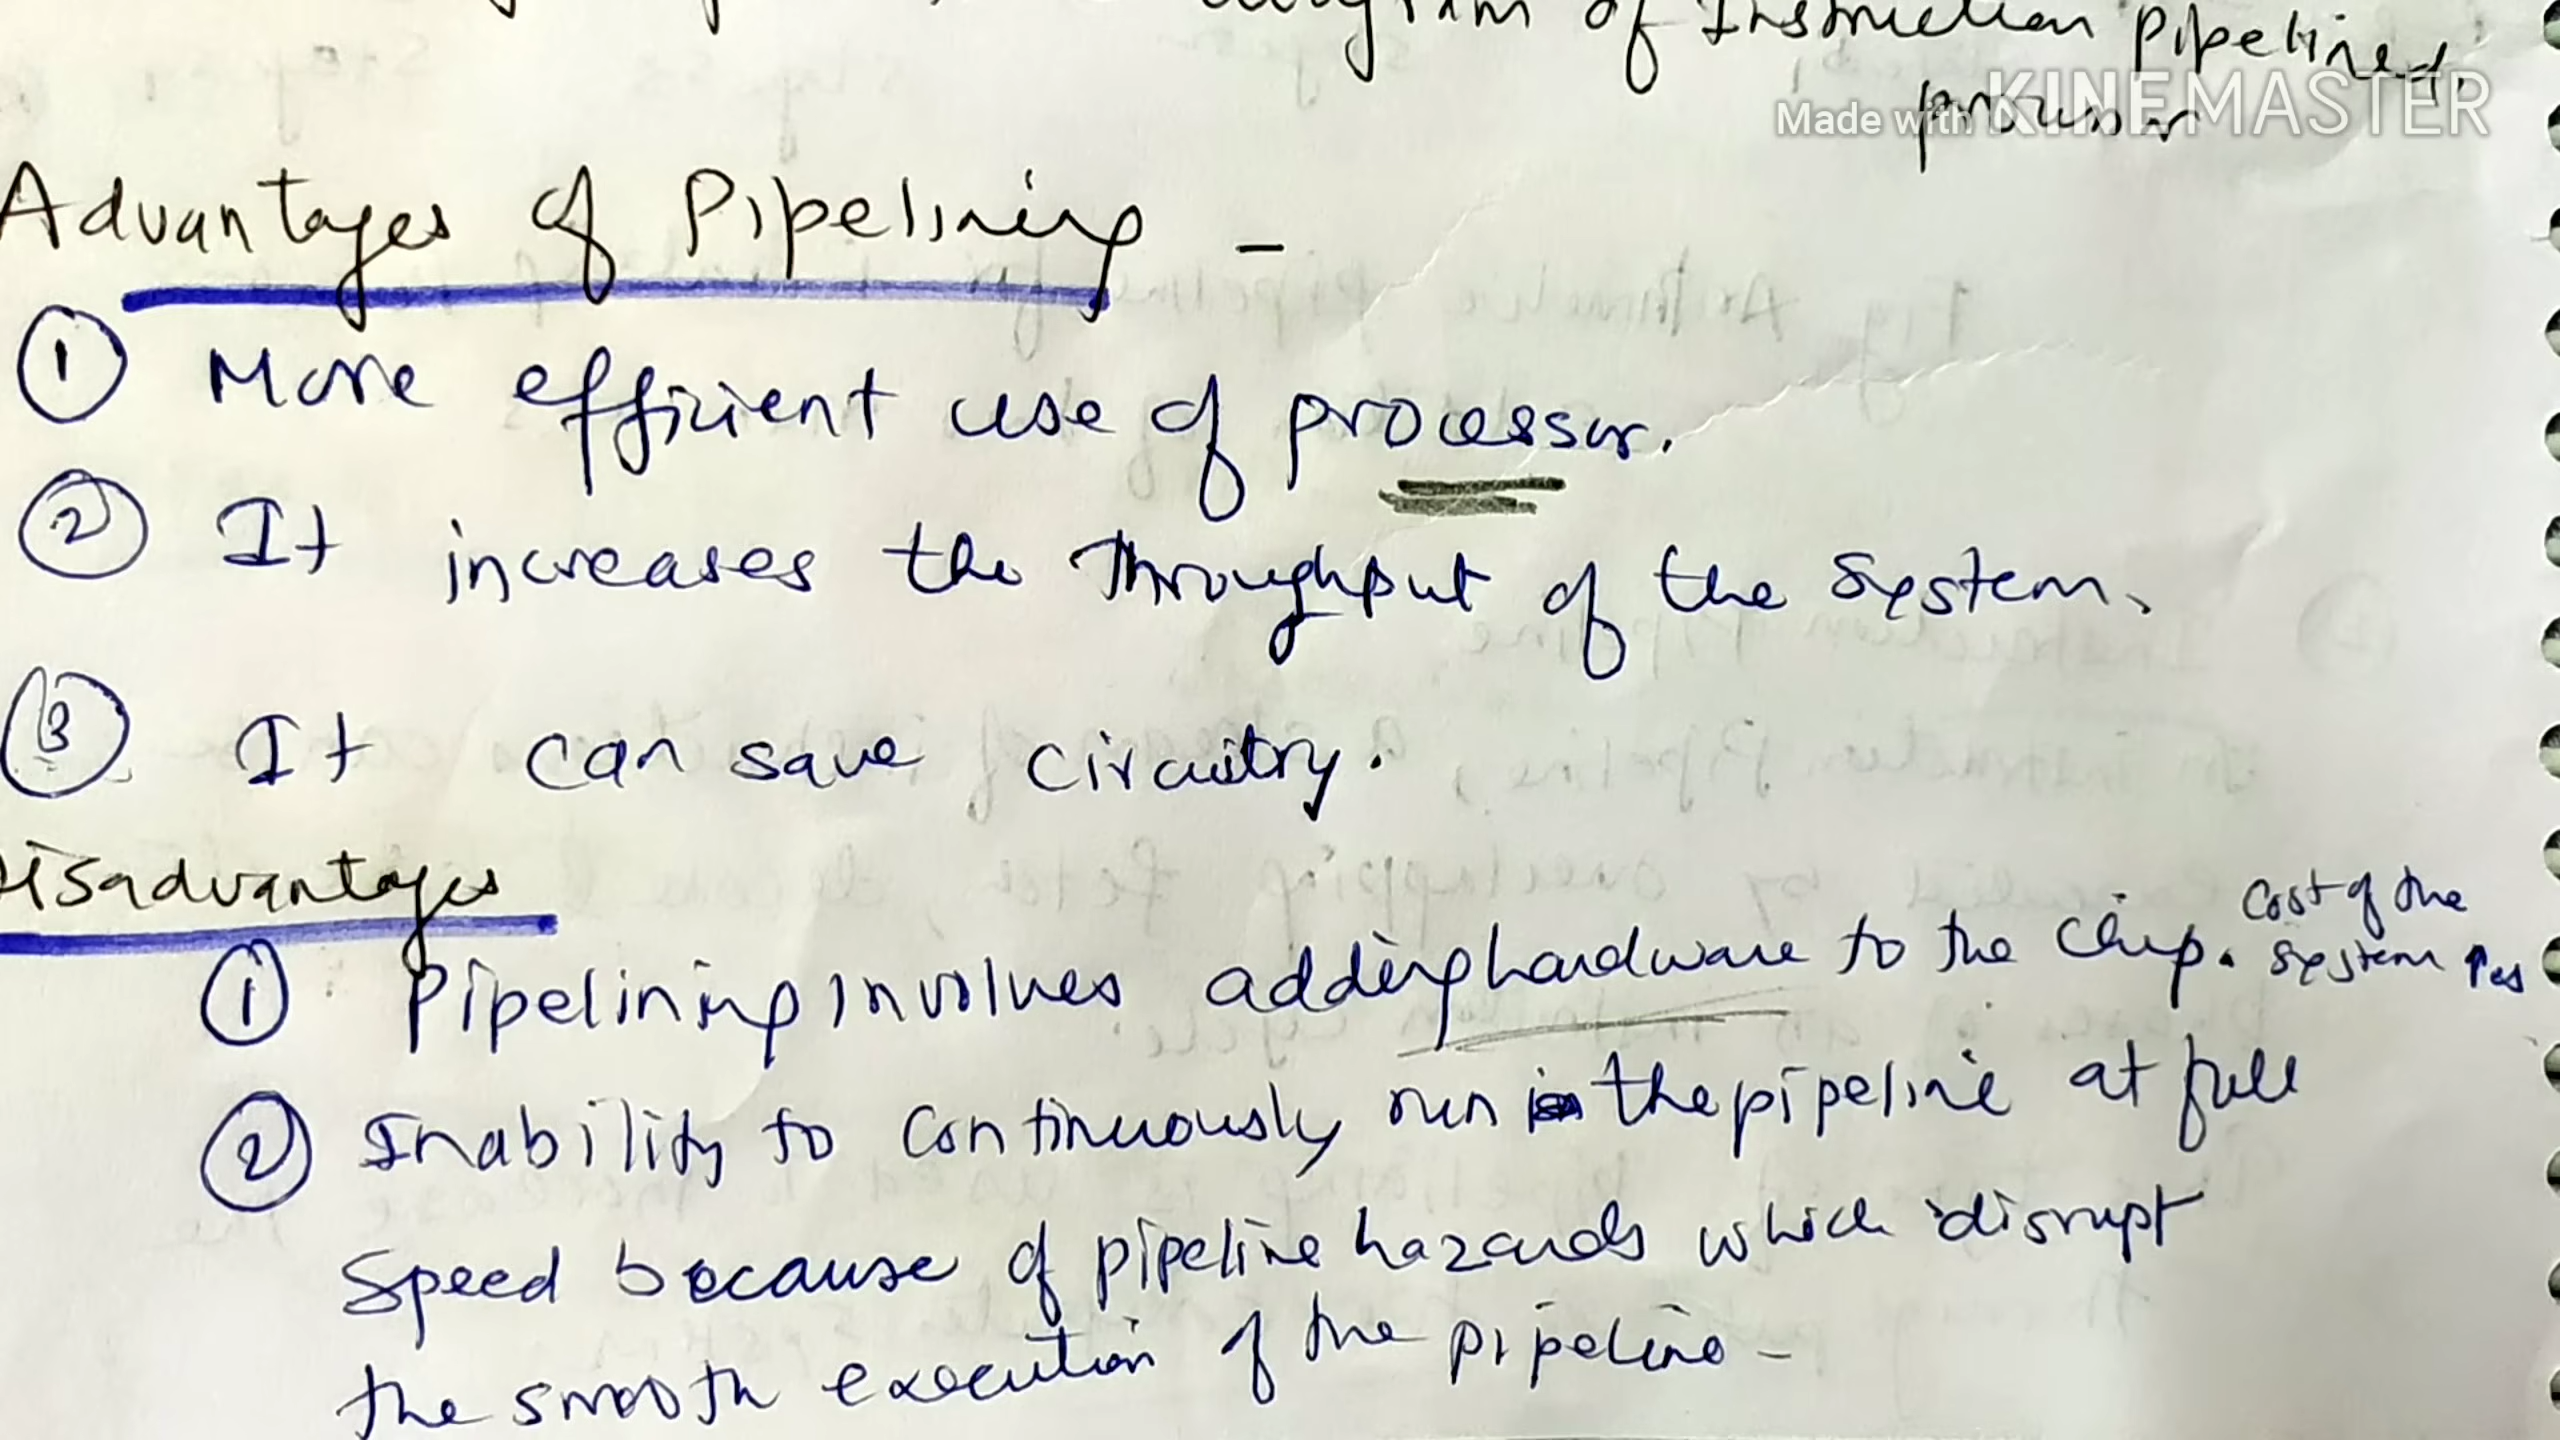 diagram of Instruction pipelined
processor
Made with KINEMASTER
Advantages of Pipelining -
① More efficient use of processor.
② It increases the Throughput of the system.
③ It can save circuitry.
Disadvantages
① Pipelining involves adding hardware to the chip. Cost of the
system ↑es
② Inability to continuously run the pipeline at full
speed because of pipeline hazards which disrupt
the smooth execution of the pipeline -